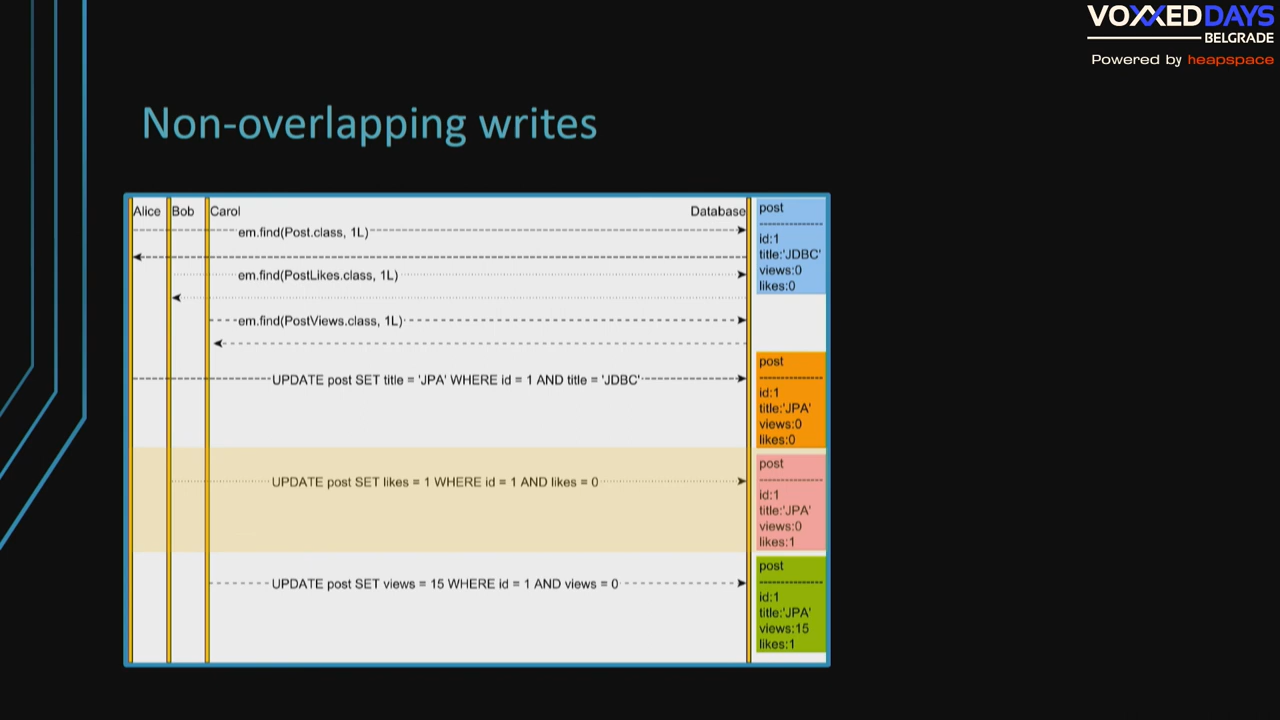 VOXXED DAYS
BELGRADE
Powered by heapspace
Non-overlapping writes
Alice
Bob
Carol
Database
em.find(Post.class, 1L)
em.find(PostLikes.class, 1L)
em.find(PostViews.class, 1L)
UPDATE post SET title = 'JPA' WHERE id = 1 AND title = 'JDBC'
UPDATE post SET likes = 1 WHERE id = 1 AND likes = 0
UPDATE post SET views = 15 WHERE id = 1 AND views = 0
post
id:1
title:'JDBC'
views:0
likes:0
post
id:1
title:'JPA'
views:0
likes:0
post
id:1
title:'JPA'
views:0
likes:1
post
id:1
title:'JPA'
views:15
likes:1